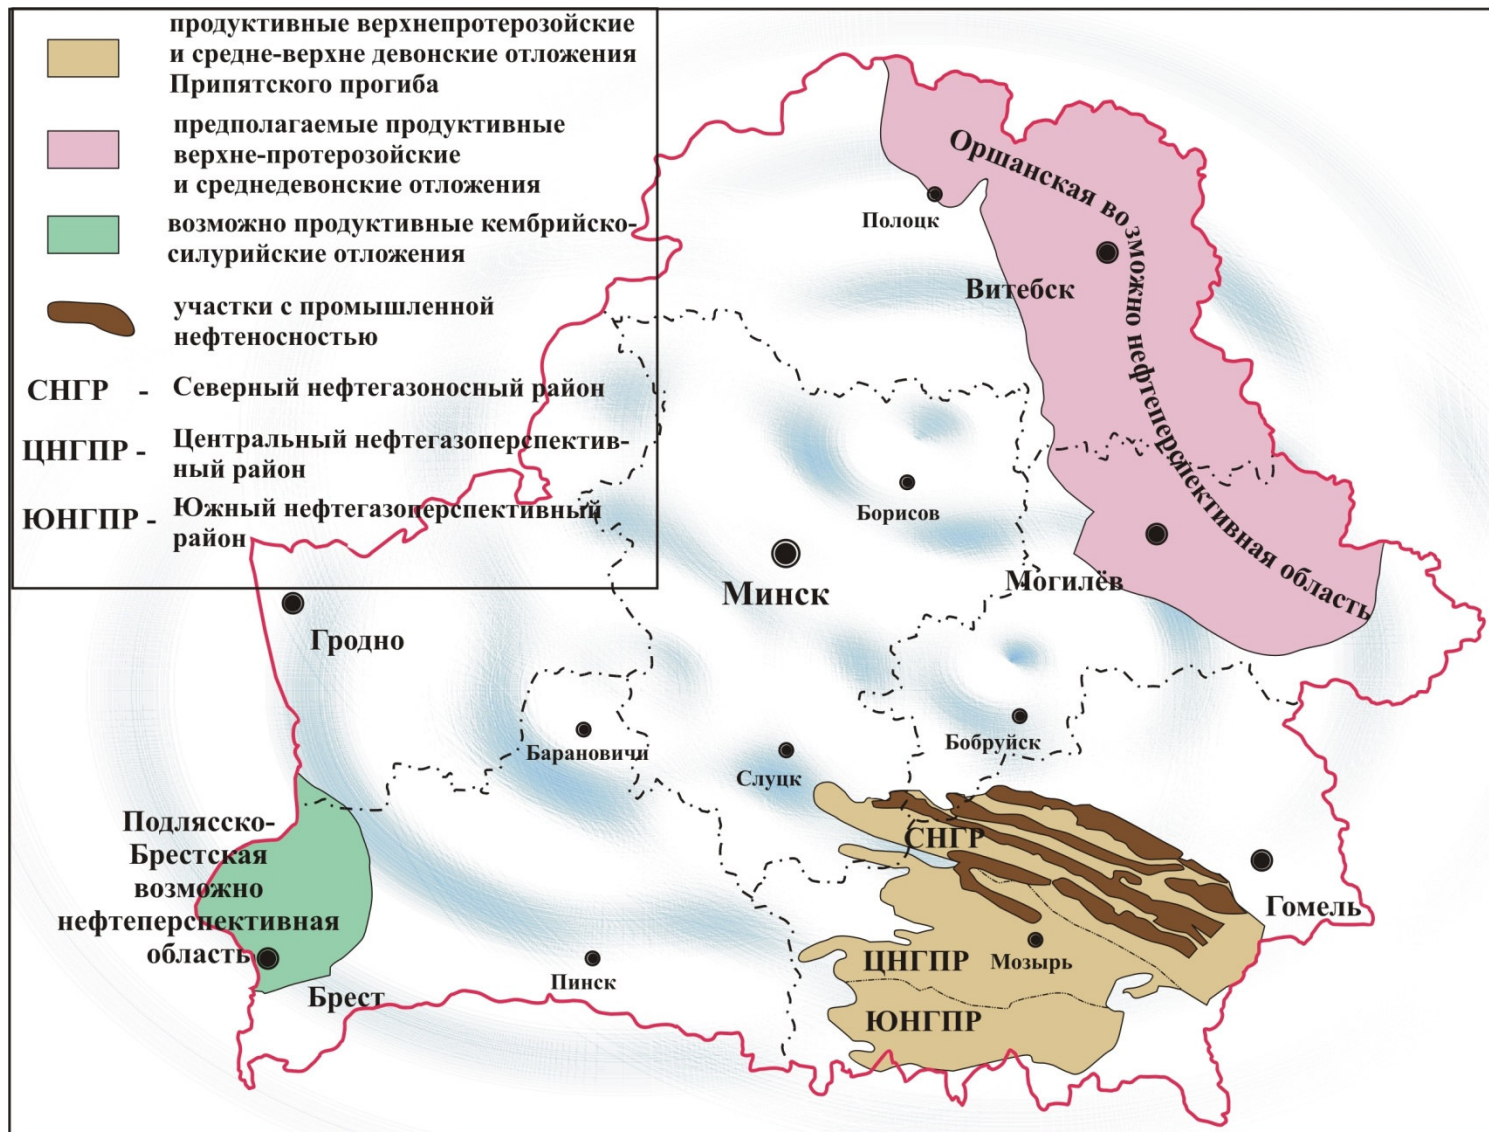 продуктивные верхнепротерозойские
и средне-верхне девонские отложения
Припятского прогиба
предполагаемые продуктивные
верхне-протерозойские
и среднедевонские отложения
возможно продуктивные кембрийско-
силурийские отложения
участки с промышленной
нефтеносностью
СНГР - Северный нефтегазоносный район
ЦНГПР - Центральный нефтегазоперспектив-
ный район
ЮНГПР - Южный нефтегазоперспективный
район
Оршанская возможно нефтеперспективная область
Полоцк
Витебск
Борисов
Минск
Могилёв
Гродно
Барановичи
Слуцк
Бобруйск
Подлясско-
Брестская
возможно
нефтеперспективная
область
Брест
Пинск
СНГР
Гомель
ЦНГПР
Мозырь
ЮНГПР